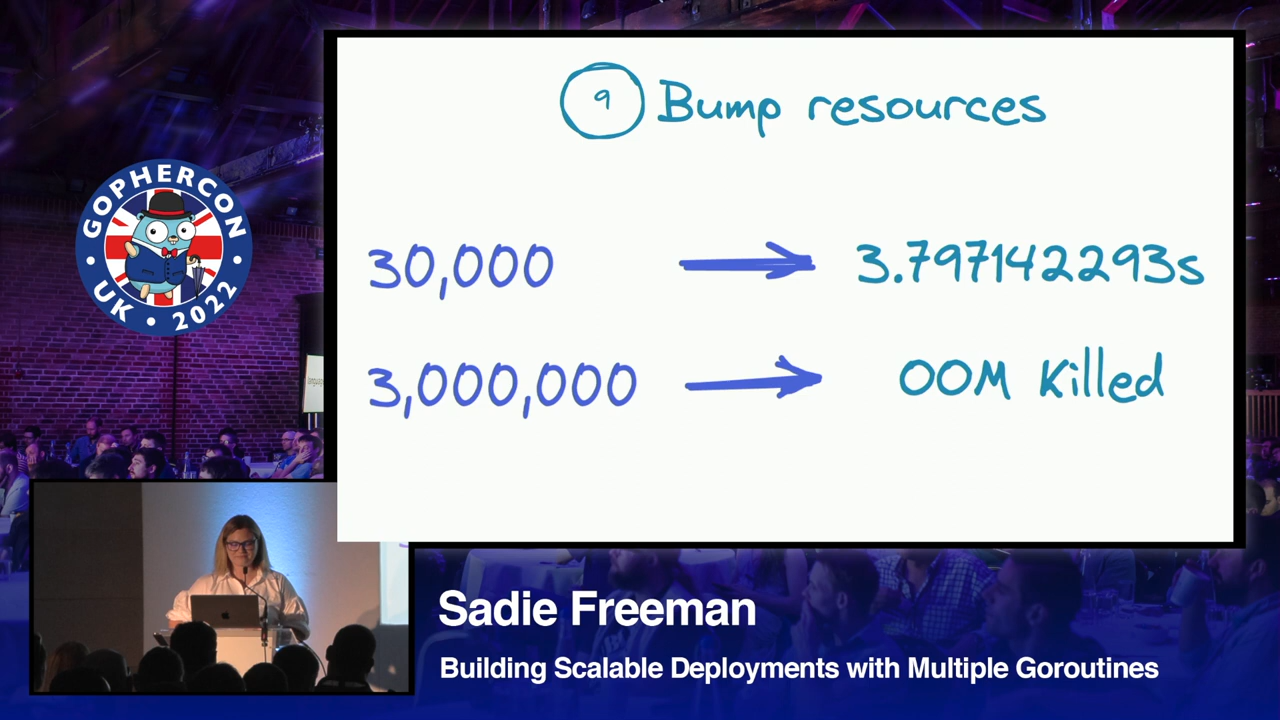 9 Bump resources
30,000 → 3.797142293s
3,000,000 → OOM Killed
GOPHERCON
UK • 2022
Sadie Freeman
Building Scalable Deployments with Multiple Goroutines